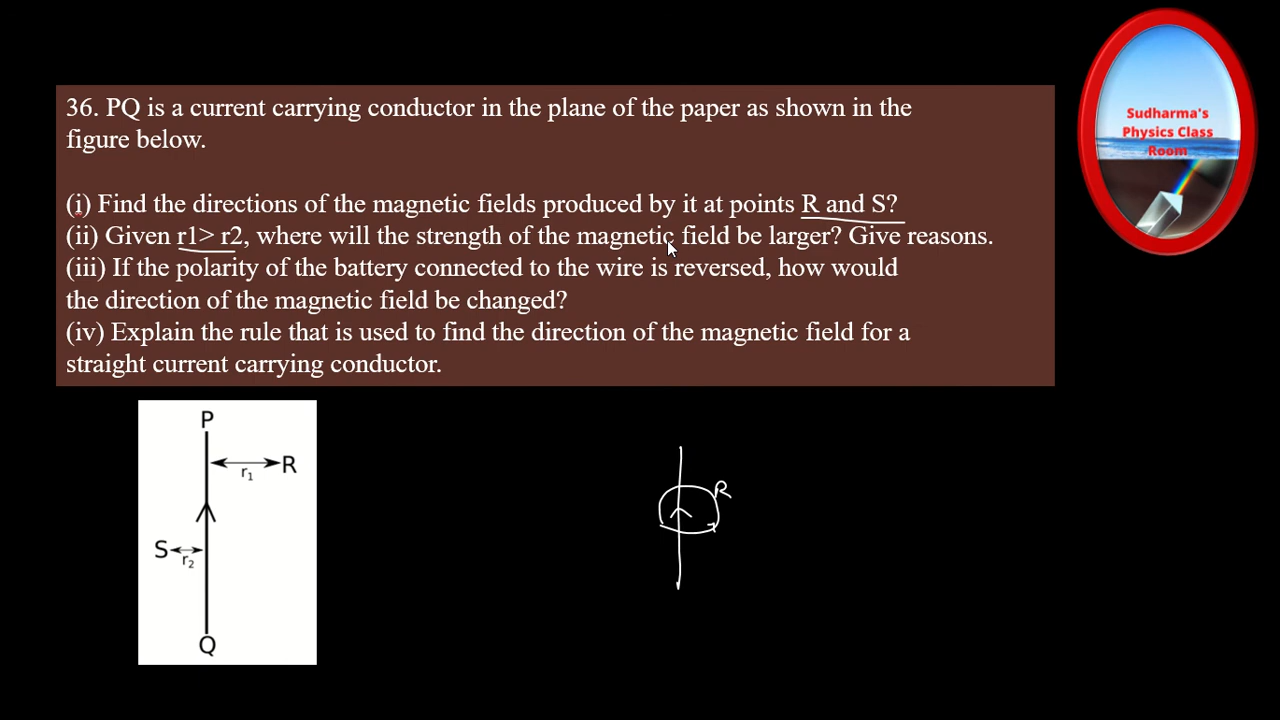 36. PQ is a current carrying conductor in the plane of the paper as shown in the
figure below.
(i) Find the directions of the magnetic fields produced by it at points R and S?
(ii) Given r1> r2, where will the strength of the magnetic field be larger? Give reasons.
(iii) If the polarity of the battery connected to the wire is reversed, how would
the direction of the magnetic field be changed?
(iv) Explain the rule that is used to find the direction of the magnetic field for a
straight current carrying conductor.
Sudharma's
Physics Class
Room
P
R
r₁
S
r₂
Q
R